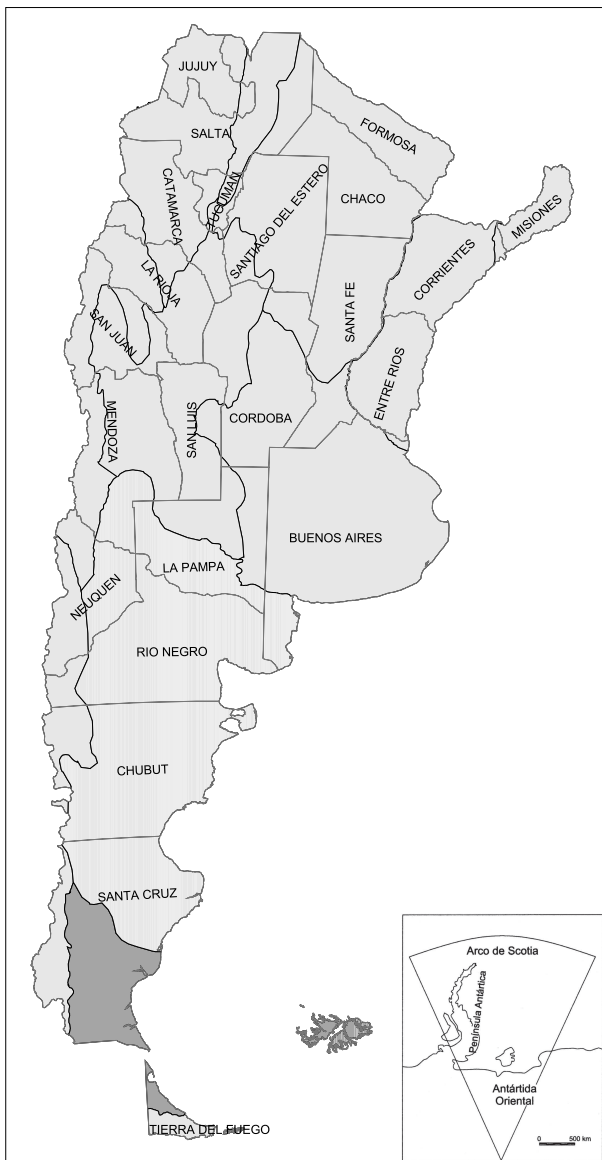 JUJUY
FORMOSA
SALTA
TUCUMAN
SANTIAGO DEL ESTERO
CATAMARCA
CHACO
MISIONES
CORRIENTES
LA RIOJA
SANTA FE
SAN JUAN
ENTRE RIOS
MENDOZA
SAN LUIS
CORDOBA
BUENOS AIRES
LA PAMPA
NEUQUEN
RIO NEGRO
CHUBUT
SANTA CRUZ
TIERRA DEL FUEGO
Arco de Scotia
Península Antártica
Antártida
Oriental
0 500 km